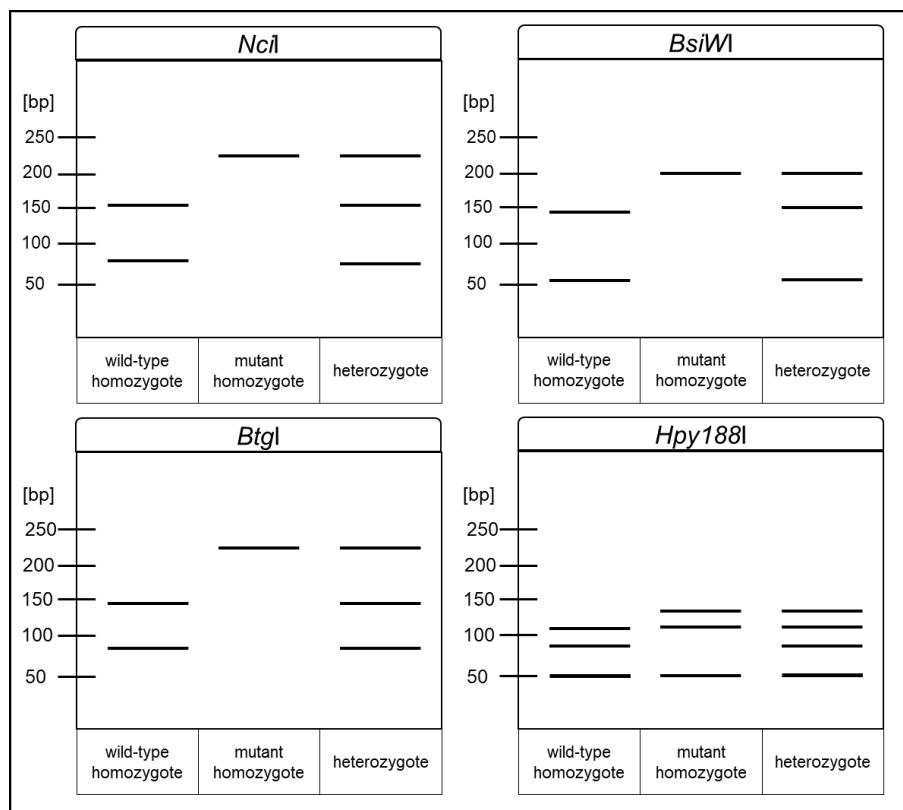 NciI
[bp]
250
200
150
100
50
wild-type
homozygote
mutant
homozygote
heterozygote
BsiWI
[bp]
250
200
150
100
50
wild-type
homozygote
mutant
homozygote
heterozygote
BtgI
[bp]
250
200
150
100
50
wild-type
homozygote
mutant
homozygote
heterozygote
Hpy188I
[bp]
250
200
150
100
50
wild-type
homozygote
mutant
homozygote
heterozygote